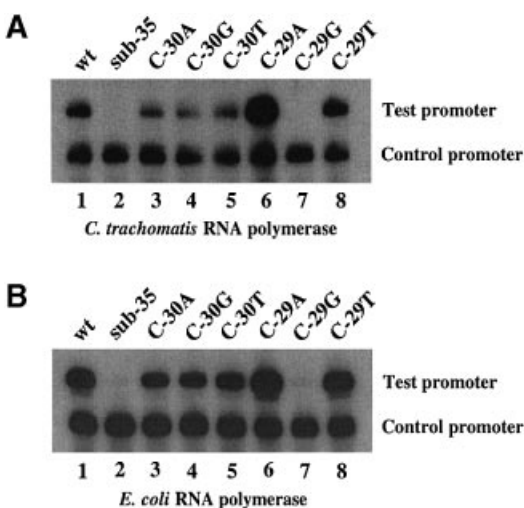 A
wt sub-35 C-30A C-30G C-30T C-29A C-29G C-29T
Test promoter
Control promoter
1 2 3 4 5 6 7 8
C. trachomatis RNA polymerase
B
wt sub-35 C-30A C-30G C-30T C-29A C-29G C-29T
Test promoter
Control promoter
1 2 3 4 5 6 7 8
E. coli RNA polymerase